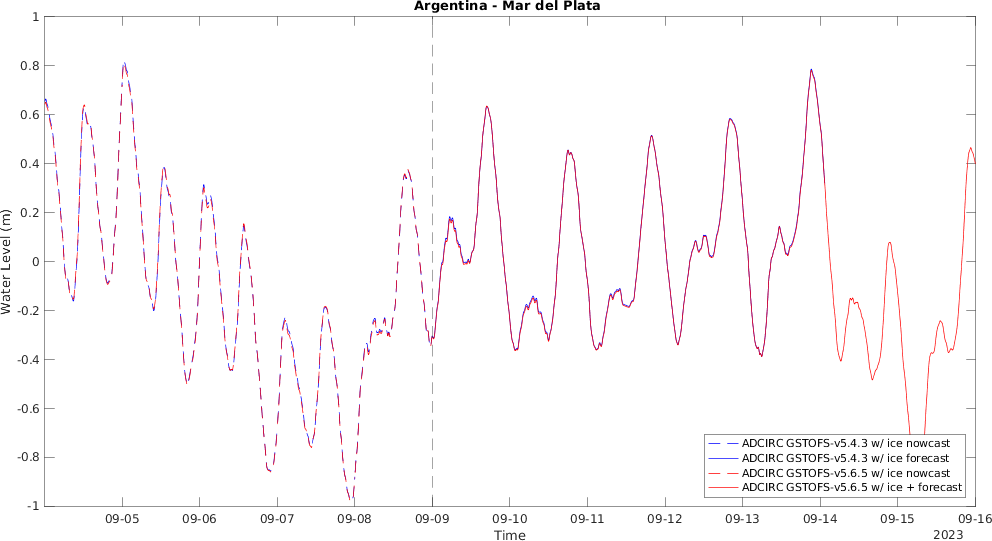 Argentina - Mar del Plata
1
0.8
0.6
0.4
0.2
0
-0.2
-0.4
-0.6
-0.8
-1
Water Level (m)
09-05 09-06 09-07 09-08 09-09 09-10 09-11 09-12 09-13 09-14 09-15 09-16
Time
2023
ADCIRC GSTOFS-v5.4.3 w/ ice nowcast
ADCIRC GSTOFS-v5.4.3 w/ ice forecast
ADCIRC GSTOFS-v5.6.5 w/ ice nowcast
ADCIRC GSTOFS-v5.6.5 w/ ice + forecast